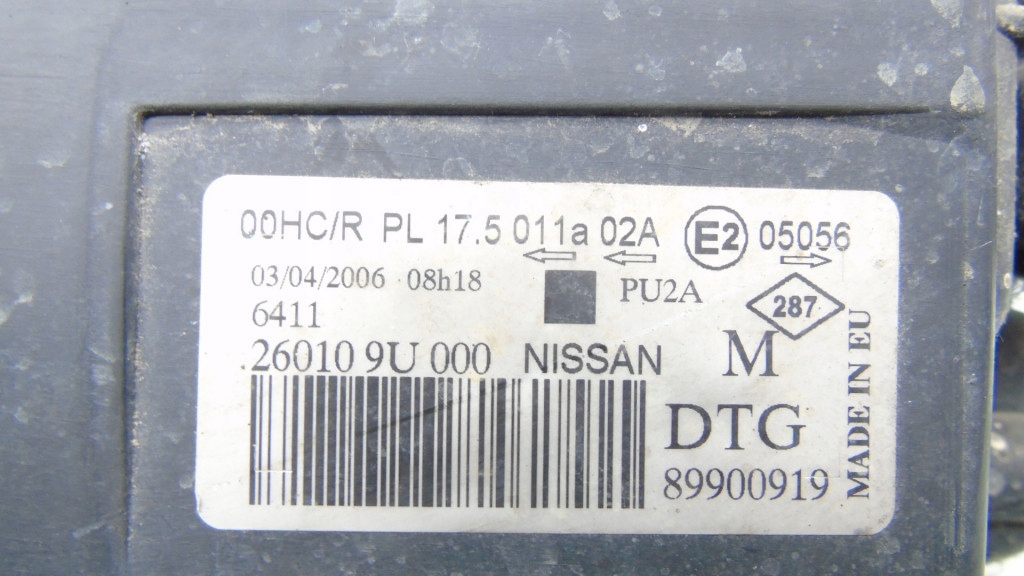 00HC/R PL 17.5 011a 02A E2 05056
03/04/2006 08h18 PU2A 287
6411
26010 9U 000 NISSAN M
DTG
89900919
MADE IN EU